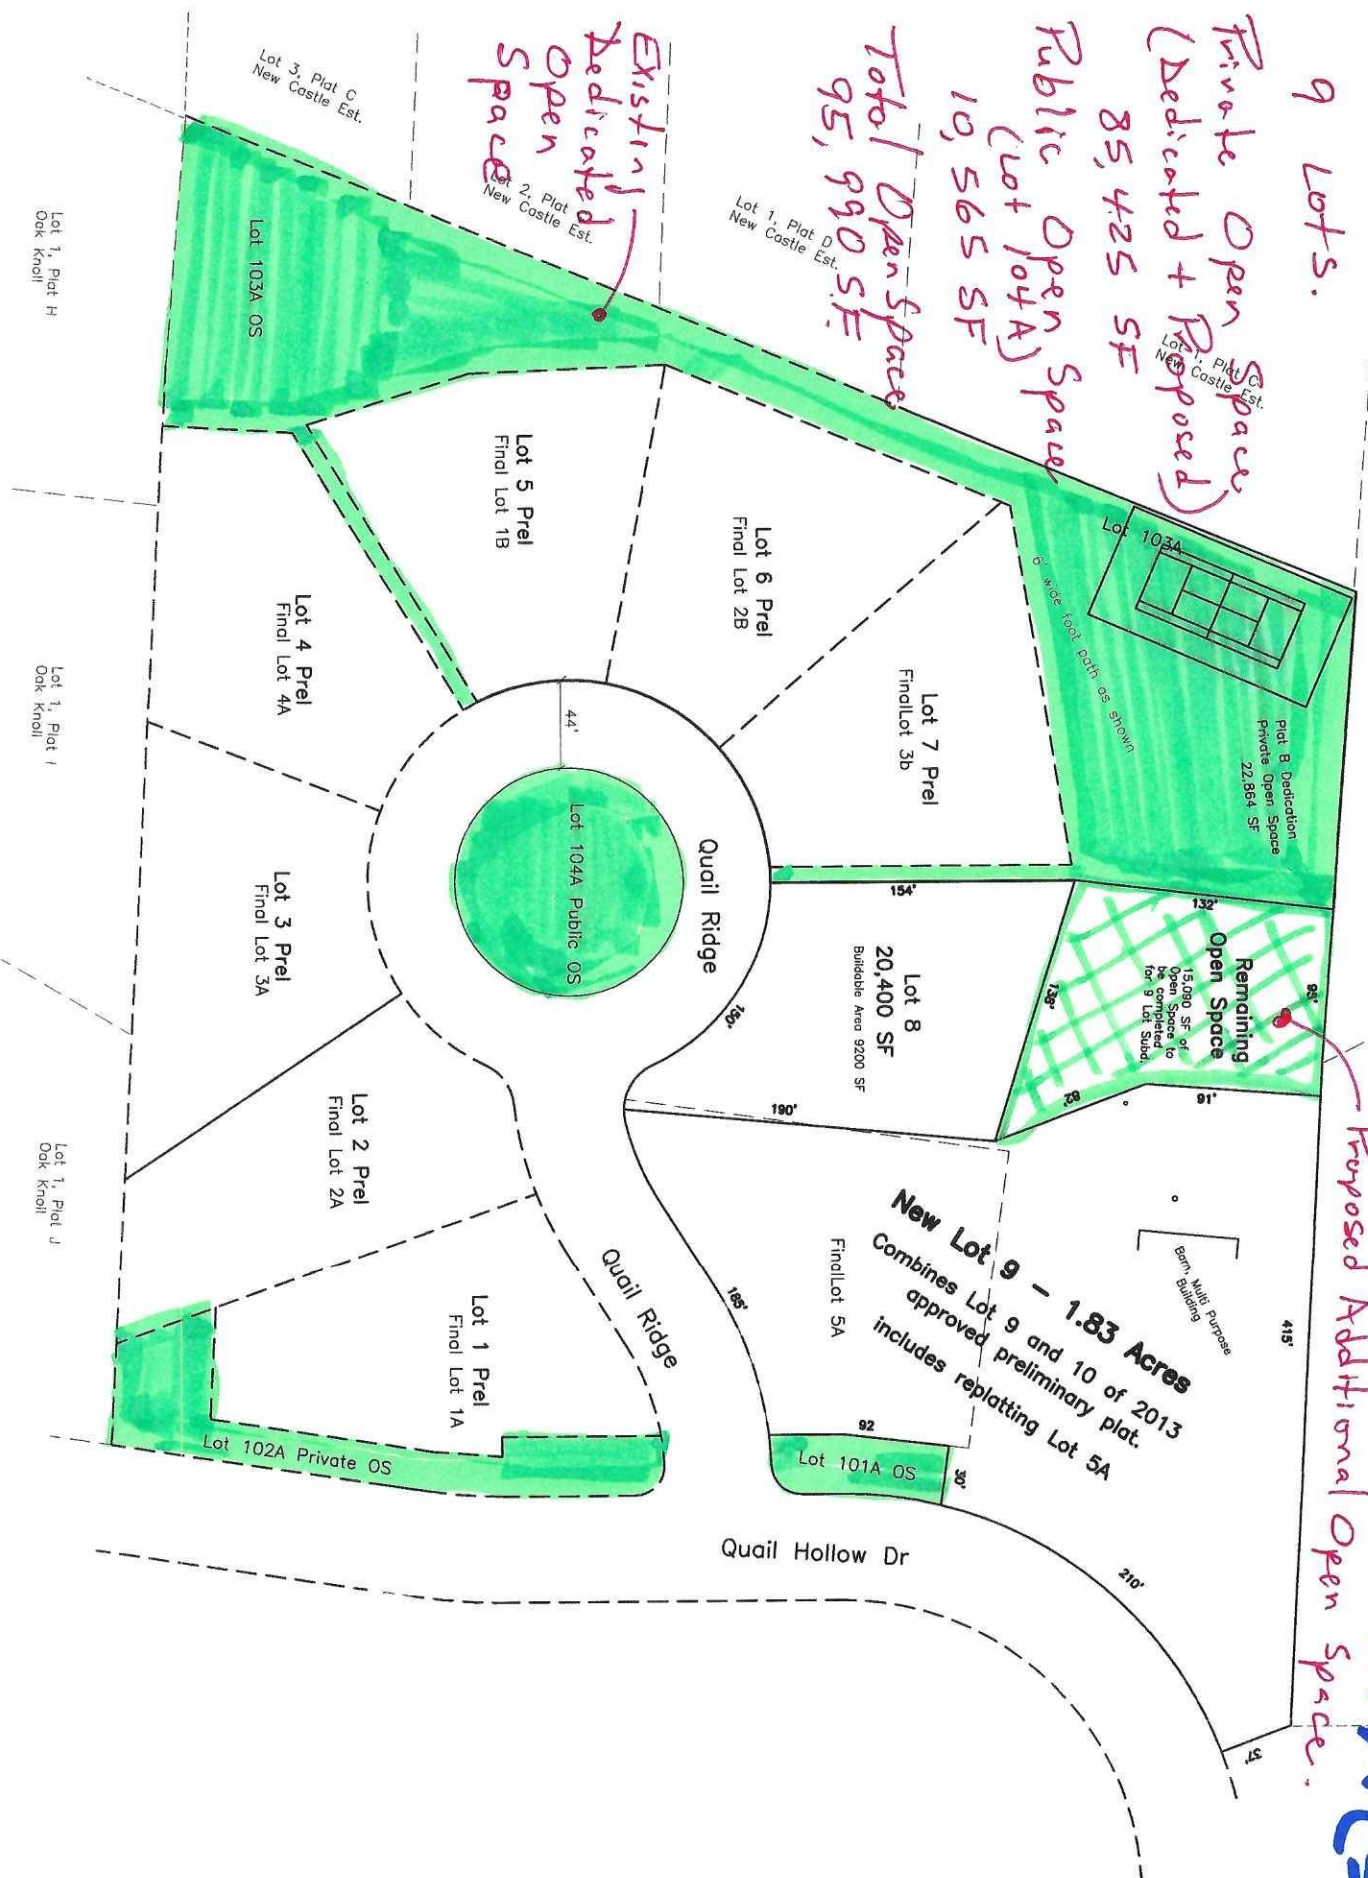 9 Lots.
Private Open Space
(Dedicated + Proposed)
85,425 SF
Public Open Space
(Lot 104A)
10,565 SF
Total Open Space
95,990 SF
Existing
Dedicated
Open
Space
Proposed Additional Open Space.
Lot 1, Plat C
New Castle Est.
Lot 1, Plat D
New Castle Est.
Lot 2, Plat
New Castle Est.
Lot 3, Plat C
New Castle Est.
Lot 103A
6' wide foot path as shown
Plat B Dedication
Private Open Space
22,864 SF
132'
95'
Remaining
Open Space
15,090 SF of
Open Space to
be completed
for 9 Lot Subd.
138'
82'
91'
415'
Barn, Multi Purpose
Building
New Lot 9 - 1.83 Acres
Combines Lot 9 and 10 of 2013
approved preliminary plat.
includes replatting Lot 5A
FinalLot 5A
Lot 7 Prel
FinalLot 3b
154'
Lot 8
20,400 SF
Buildable Area 9200 SF
150'
190'
185'
92
30'
Lot 101A OS
210'
37'
Lot 6 Prel
Final Lot 2B
Lot 5 Prel
Final Lot 1B
Quail Ridge
44'
Lot 104A Public OS
Quail Ridge
Quail Hollow Dr
Lot 103A OS
Lot 4 Prel
Final Lot 4A
Lot 3 Prel
Final Lot 3A
Lot 2 Prel
Final Lot 2A
Lot 1 Prel
Final Lot 1A
Lot 102A Private OS
Lot 1, Plat H
Oak Knoll
Lot 1, Plat I
Oak Knoll
Lot 1, Plat J
Oak Knoll